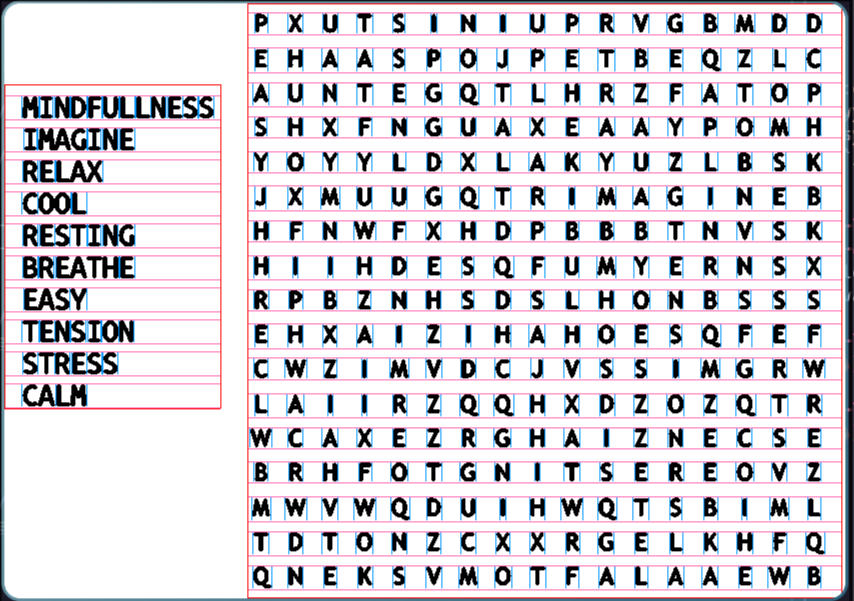 MINDFULLNESS
IMAGINE
RELAX
COOL
RESTING
BREATHE
EASY
TENSION
STRESS
CALM
P X U T S I N I U P R V G B M D D
E H A A S P O J P E T B E Q Z L C
A U N T E G Q T L H R Z F A T O P
S H X F N G U A X E A A Y P O M H
Y O Y Y L D X L A K Y U Z L B S K
J X M U U G Q T R I M A G I N E B
H F N W F X H D P B B B T N V S K
H I I H D E S Q F U M Y E R N S X
R P B Z N H S D S L H O N B S S S
E H X A I Z I H A H O E S Q F E F
C W Z I M V D C J V S S I M G R W
L A I I R Z Q Q H X D Z O Z Q T R
W C A X E Z R G H A I Z N E C S E
B R H F O T G N I T S E R E O V Z
M W V W Q D U I H W Q T S B I M L
T D T O N Z C X X R G E L K H F Q
Q N E K S V M O T F A L A A E W B